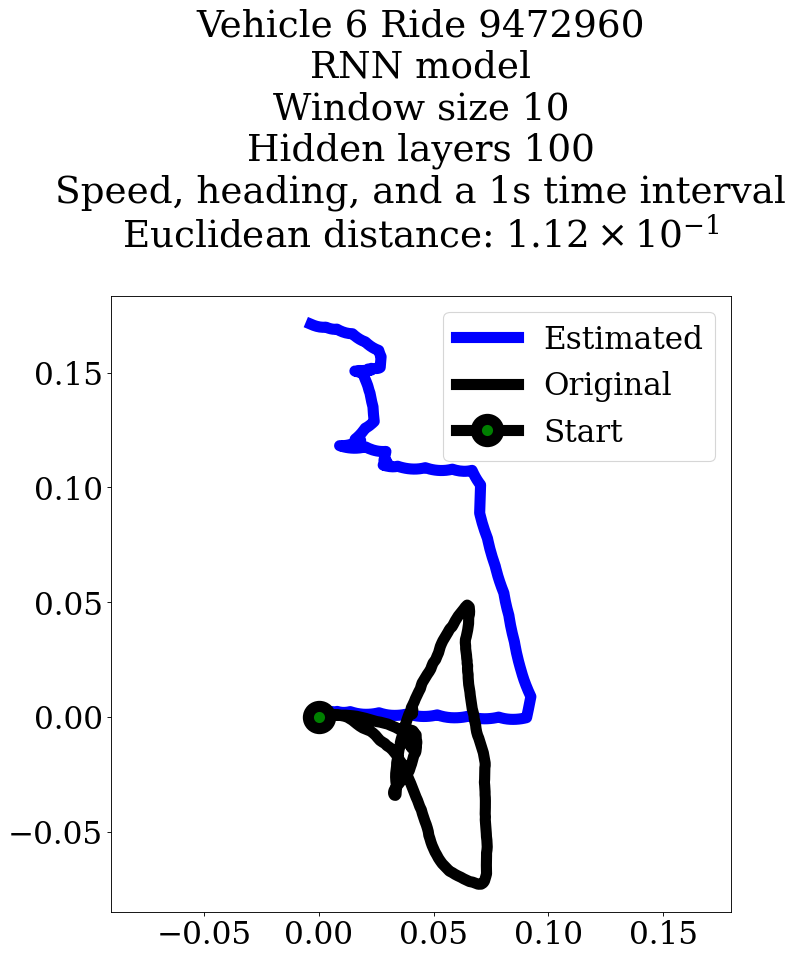 Vehicle 6 Ride 9472960
RNN model
Window size 10
Hidden layers 100
Speed, heading, and a 1s time interval
Euclidean distance: 1.12 × 10⁻¹
Estimated
Original
Start
0.15
0.10
0.05
0.00
−0.05
−0.05
0.00
0.05
0.10
0.15